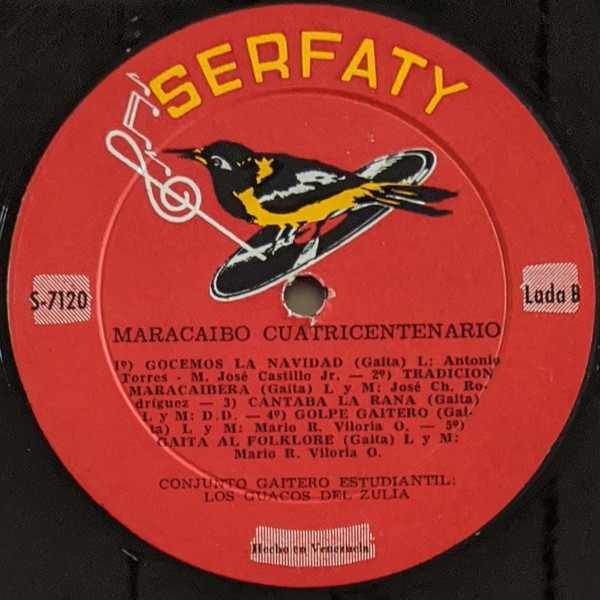 SERFATY
S-7120
Lado B
MARACAIBO CUATRICENTENARIO
1º) GOCEMOS LA NAVIDAD (Gaita) L: Antonio
Torres - M. José Castillo Jr. — 2º) TRADICION
MARACAIBERA (Gaita) L y M: José Ch. Ro-
dríguez — 3) CANTABA LA RANA (Gaita)
L y M: D.D. — 4º) GOLPE GAITERO (Gai-
ta) L y M: Mario R. Viloria O. — 5º)
GAITA AL FOLKLORE (Gaita) L y M:
Mario R. Viloria O.
CONJUNTO GAITERO ESTUDIANTIL:
LOS GUACOS DEL ZULIA
Hecho en Venezuela